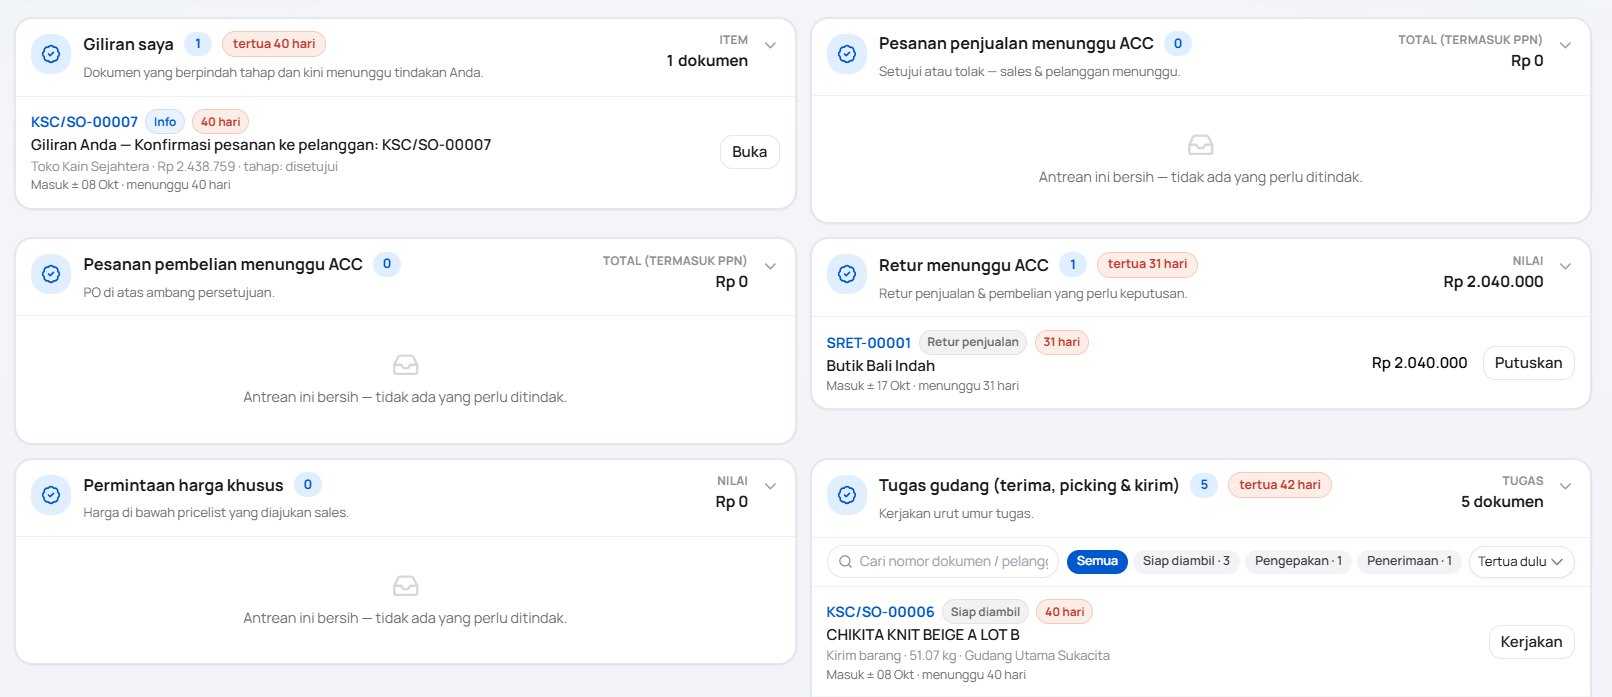 Giliran saya 1 tertua 40 hari
Dokumen yang berpindah tahap dan kini menunggu tindakan Anda.
ITEM
1 dokumen
KSC/SO-00007 Info 40 hari
Giliran Anda — Konfirmasi pesanan ke pelanggan: KSC/SO-00007
Toko Kain Sejahtera · Rp 2.438.759 · tahap: disetujui
Masuk ± 08 Okt · menunggu 40 hari
Buka
Pesanan penjualan menunggu ACC 0
Setujui atau tolak — sales & pelanggan menunggu.
TOTAL (TERMASUK PPN)
Rp 0
Antrean ini bersih — tidak ada yang perlu ditindak.
Pesanan pembelian menunggu ACC 0
PO di atas ambang persetujuan.
TOTAL (TERMASUK PPN)
Rp 0
Antrean ini bersih — tidak ada yang perlu ditindak.
Retur menunggu ACC 1 tertua 31 hari
Retur penjualan & pembelian yang perlu keputusan.
NILAI
Rp 2.040.000
SRET-00001 Retur penjualan 31 hari
Butik Bali Indah
Masuk ± 17 Okt · menunggu 31 hari
Rp 2.040.000 Putuskan
Permintaan harga khusus 0
Harga di bawah pricelist yang diajukan sales.
NILAI
Rp 0
Antrean ini bersih — tidak ada yang perlu ditindak.
Tugas gudang (terima, picking & kirim) 5 tertua 42 hari
Kerjakan urut umur tugas.
TUGAS
5 dokumen
Cari nomor dokumen / pelangg Semua Siap diambil · 3 Pengepakan · 1 Penerimaan · 1 Tertua dulu
KSC/SO-00006 Siap diambil 40 hari
CHIKITA KNIT BEIGE A LOT B
Kirim barang · 51.07 kg · Gudang Utama Sukacita
Masuk ± 08 Okt · menunggu 40 hari
Kerjakan